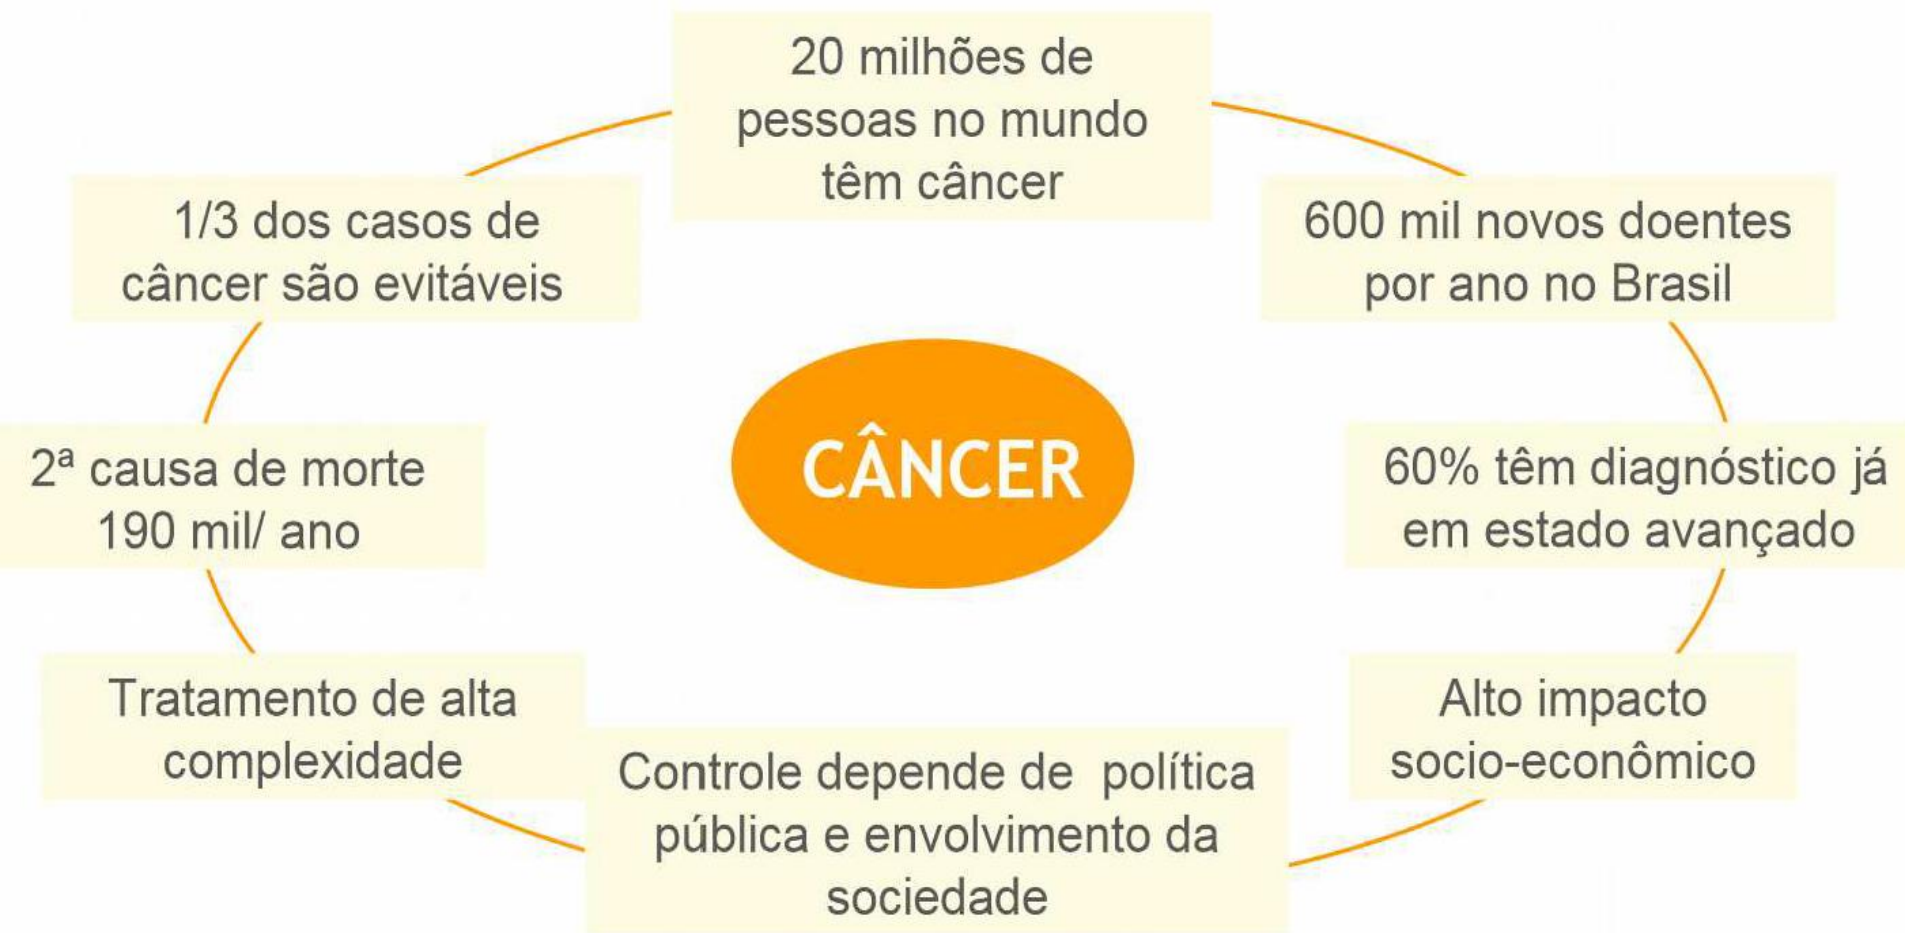 20 milhões de
pessoas no mundo
têm câncer
600 mil novos doentes
por ano no Brasil
60% têm diagnóstico já
em estado avançado
Alto impacto
socio-econômico
Controle depende de política
pública e envolvimento da
sociedade
Tratamento de alta
complexidade
2ª causa de morte
190 mil/ ano
1/3 dos casos de
câncer são evitáveis
CÂNCER